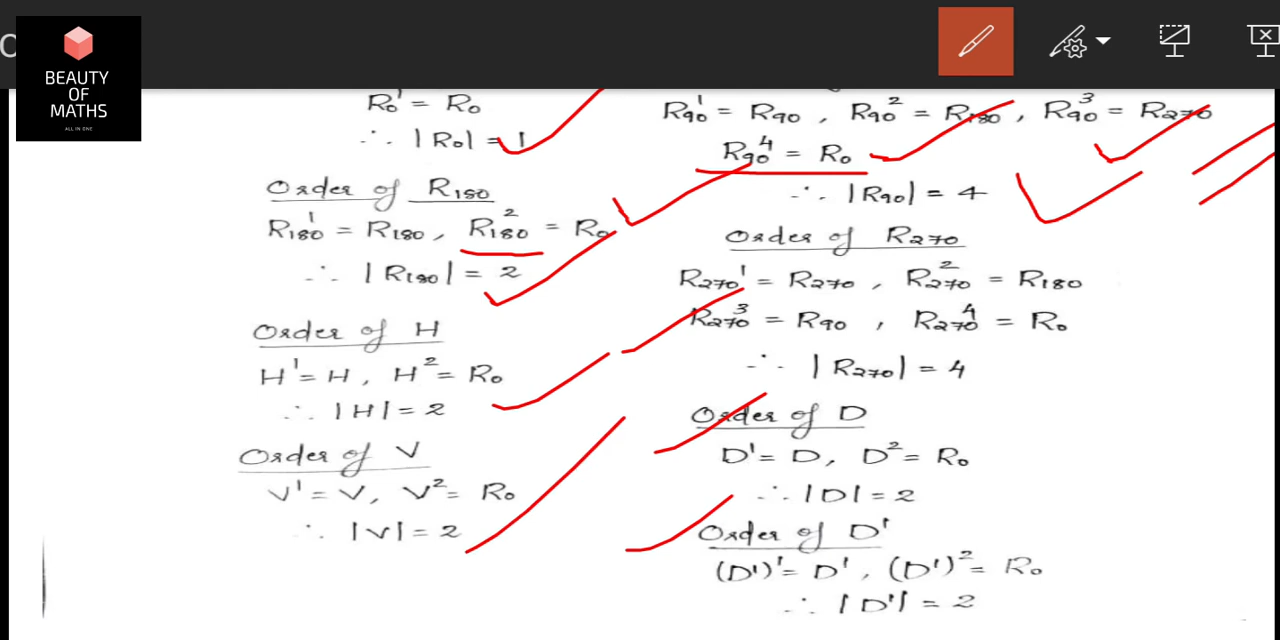 BEAUTY
OF
MATHS
ALL IN ONE
R₀¹ = R₀
∴ |R₀| = 1
Order of R₁₈₀
R₁₈₀¹ = R₁₈₀, R₁₈₀² = R₀
∴ |R₁₈₀| = 2
Order of H
H¹ = H, H² = R₀
∴ |H| = 2
Order of V
V¹ = V, V² = R₀
∴ |V| = 2
R₉₀¹ = R₉₀, R₉₀² = R₁₈₀, R₉₀³ = R₂₇₀
R₉₀⁴ = R₀
∴ |R₉₀| = 4
Order of R₂₇₀
R₂₇₀¹ = R₂₇₀, R₂₇₀² = R₁₈₀
R₂₇₀³ = R₉₀, R₂₇₀⁴ = R₀
∴ |R₂₇₀| = 4
Order of D
D¹ = D, D² = R₀
∴ |D| = 2
Order of D'
(D')¹ = D', (D')² = R₀
∴ |D'| = 2